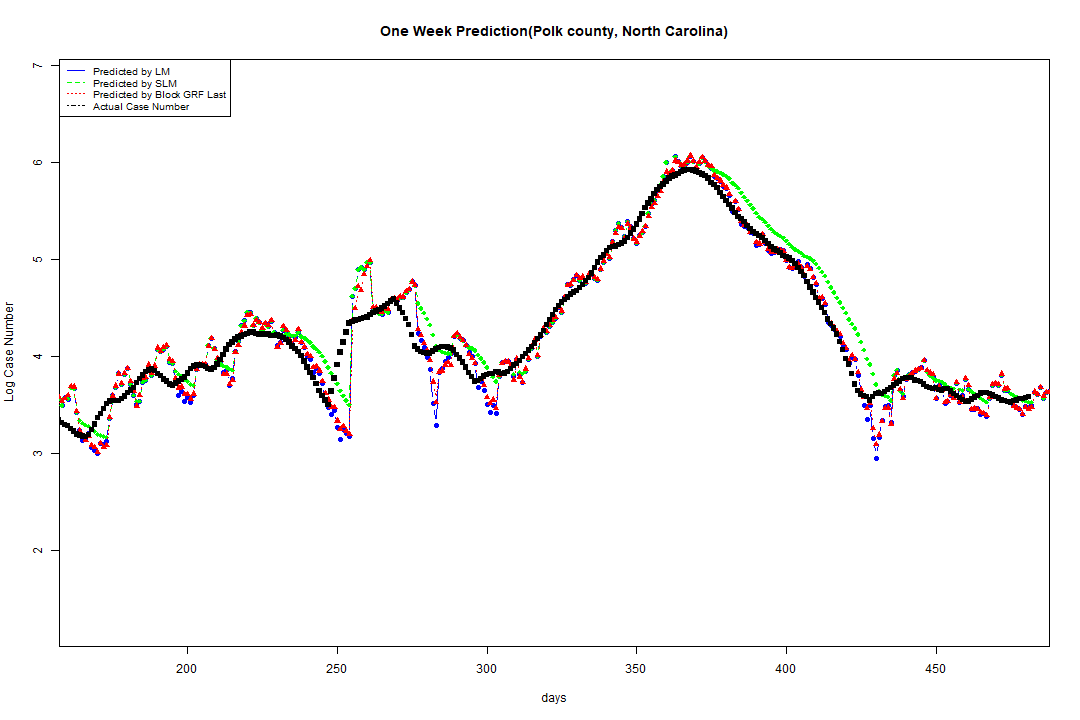 One Week Prediction(Polk county, North Carolina)
Predicted by LM
Predicted by SLM
Predicted by Block GRF Last
Actual Case Number
Log Case Number
7
6
5
4
3
2
200 250 300 350 400 450
days